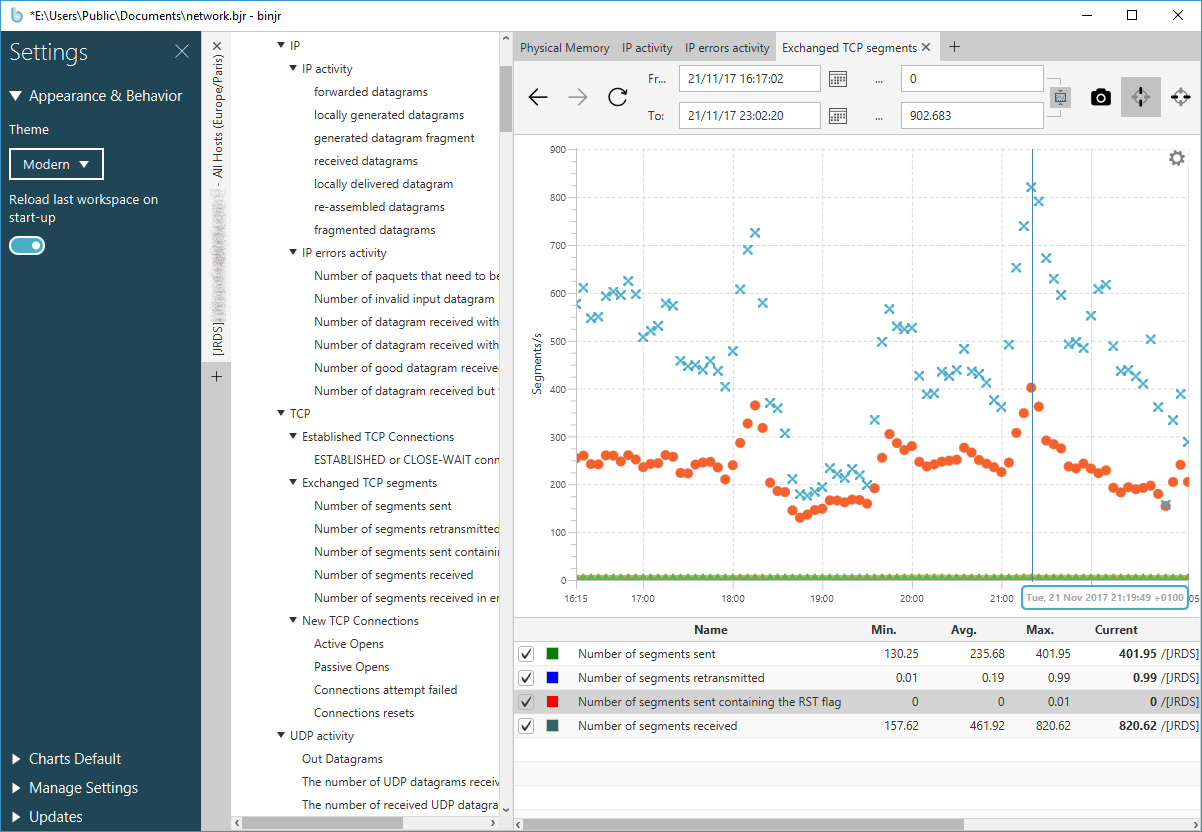 *E:\Users\Public\Documents\network.bjr - binjr
Settings
Appearance & Behavior
Theme
Modern
Reload last workspace on
start-up
Charts Default
Manage Settings
Updates
[JRDS]
- All Hosts (Europe/Paris)
IP
IP activity
forwarded datagrams
locally generated datagrams
generated datagram fragment
received datagrams
locally delivered datagram
re-assembled datagrams
fragmented datagrams
IP errors activity
Number of paquets that need to be
Number of invalid input datagram
Number of datagram received with
Number of datagram received with
Number of good datagram received
Number of datagram received but
TCP
Established TCP Connections
ESTABLISHED or CLOSE-WAIT conn
Exchanged TCP segments
Number of segments sent
Number of segments retransmitted
Number of segments sent containi
Number of segments received
Number of segments received in er
New TCP Connections
Active Opens
Passive Opens
Connections attempt failed
Connections resets
UDP activity
Out Datagrams
The number of UDP datagrams receiv
The number of received UDP datagra
Physical Memory IP activity IP errors activity Exchanged TCP segments
Fr... 21/11/17 16:17:02 ... 0
To: 21/11/17 23:02:20 ... 902.683
Segments/s
900
800
700
600
500
400
300
200
100
0
16:15 17:00 18:00 19:00 20:00 21:00 05
Tue, 21 Nov 2017 21:19:49 +0100
Name Min. Avg. Max. Current
Number of segments sent 130.25 235.68 401.95 401.95 /[JRDS]
Number of segments retransmitted 0.01 0.19 0.99 0.99 /[JRDS]
Number of segments sent containing the RST flag 0 0 0.01 0 /[JRDS]
Number of segments received 157.62 461.92 820.62 820.62 /[JRDS]